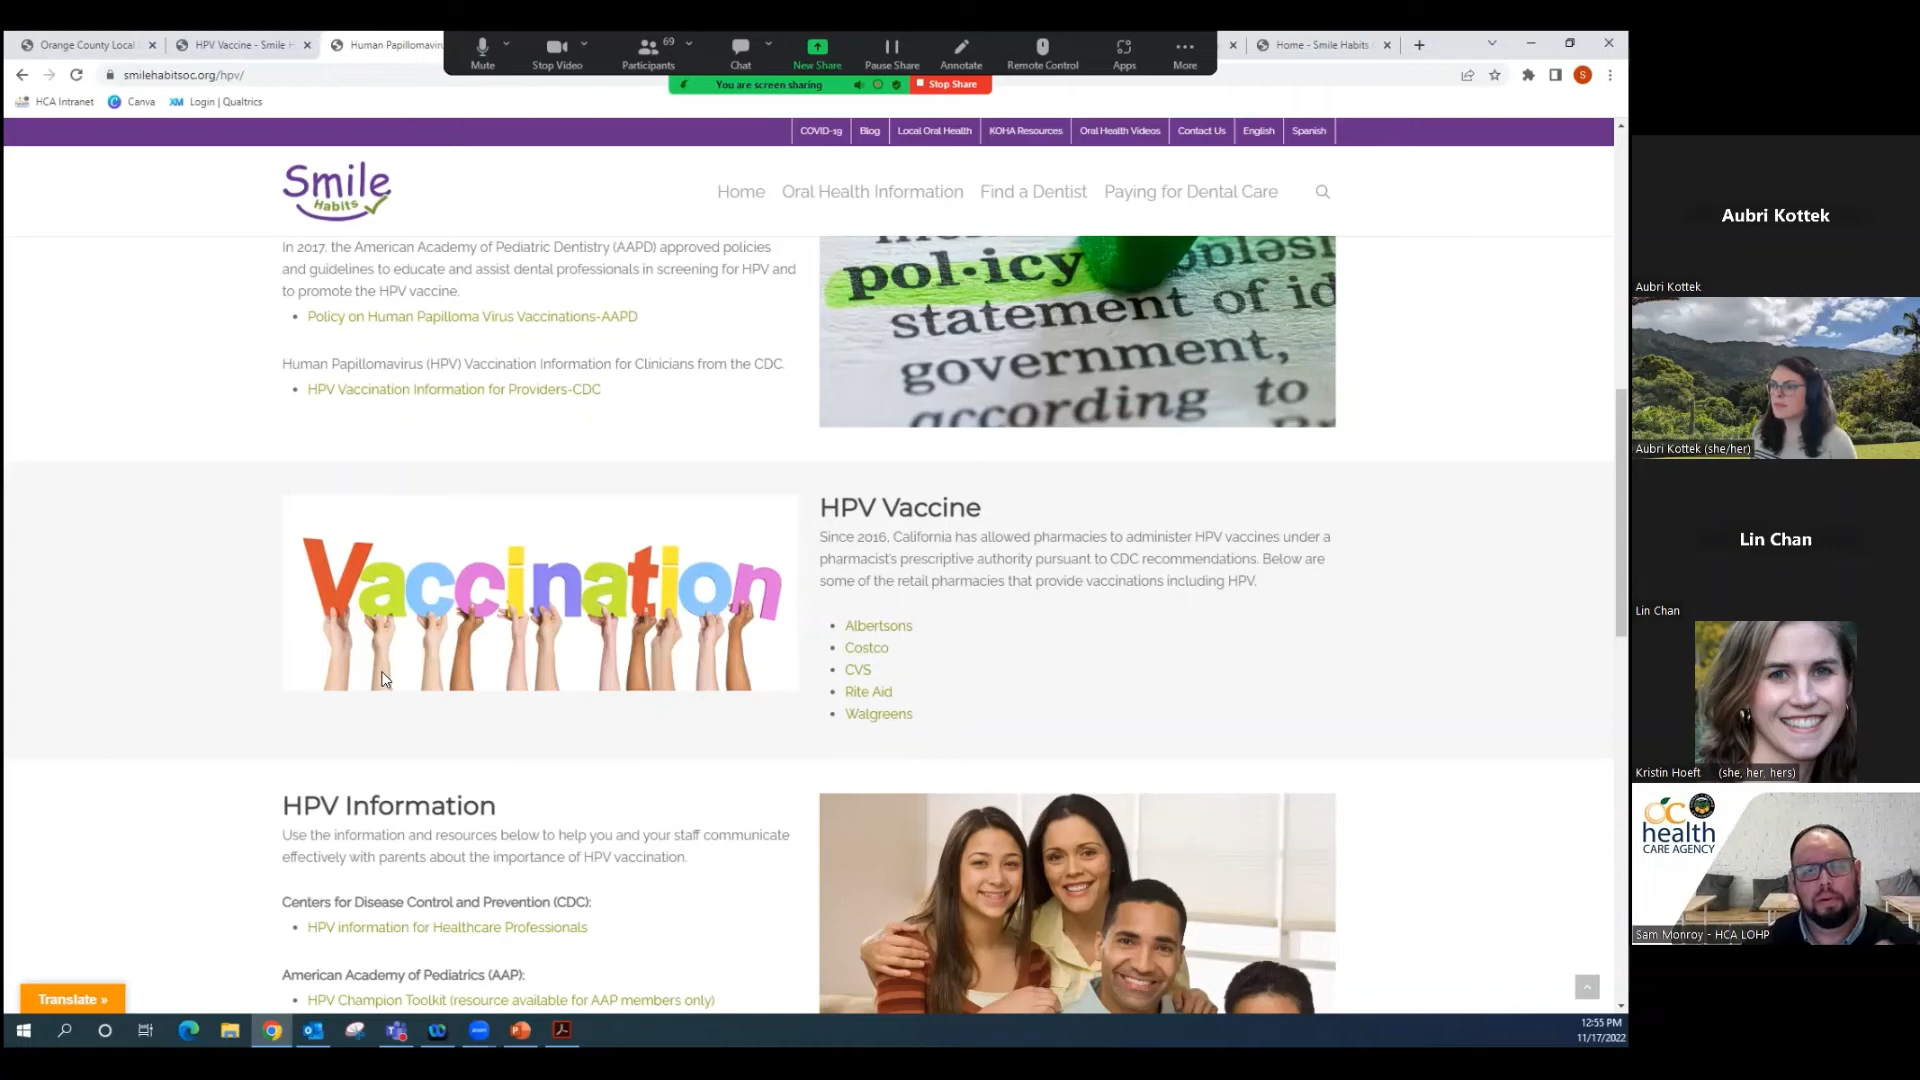 Orange County Local
HPV Vaccine - Smile H
Human Papillomaviru
Home - Smile Habits
Mute
Stop Video
69
Participants
Chat
New Share
Pause Share
Annotate
Remote Control
Apps
More
You are screen sharing
Stop Share
smilehabitsoc.org/hpv/
S
HCA Intranet
Canva
XM
Login | Qualtrics
COVID-19
Blog
Local Oral Health
KOHA Resources
Oral Health Videos
Contact Us
English
Spanish
Smile
Habits
Home
Oral Health Information
Find a Dentist
Paying for Dental Care
In 2017, the American Academy of Pediatric Dentistry (AAPD) approved policies
and guidelines to educate and assist dental professionals in screening for HPV and
to promote the HPV vaccine.
• Policy on Human Papilloma Virus Vaccinations-AAPD
Human Papillomavirus (HPV) Vaccination Information for Clinicians from the CDC.
• HPV Vaccination Information for Providers-CDC
pol·icy
statement of id
government,
according to
Vaccination
HPV Vaccine
Since 2016, California has allowed pharmacies to administer HPV vaccines under a
pharmacist's prescriptive authority pursuant to CDC recommendations. Below are
some of the retail pharmacies that provide vaccinations including HPV.
• Albertsons
• Costco
• CVS
• Rite Aid
• Walgreens
HPV Information
Use the information and resources below to help you and your staff communicate
effectively with parents about the importance of HPV vaccination.
Centers for Disease Control and Prevention (CDC):
• HPV information for Healthcare Professionals
American Academy of Pediatrics (AAP):
• HPV Champion Toolkit (resource available for AAP members only)
Translate »
12:55 PM
11/17/2022
Aubri Kottek
Aubri Kottek
Aubri Kottek (she/her)
Lin Chan
Lin Chan
Kristin Hoeft (she, her, hers)
OC
health
CARE AGENCY
Sam Monroy - HCA LOHP